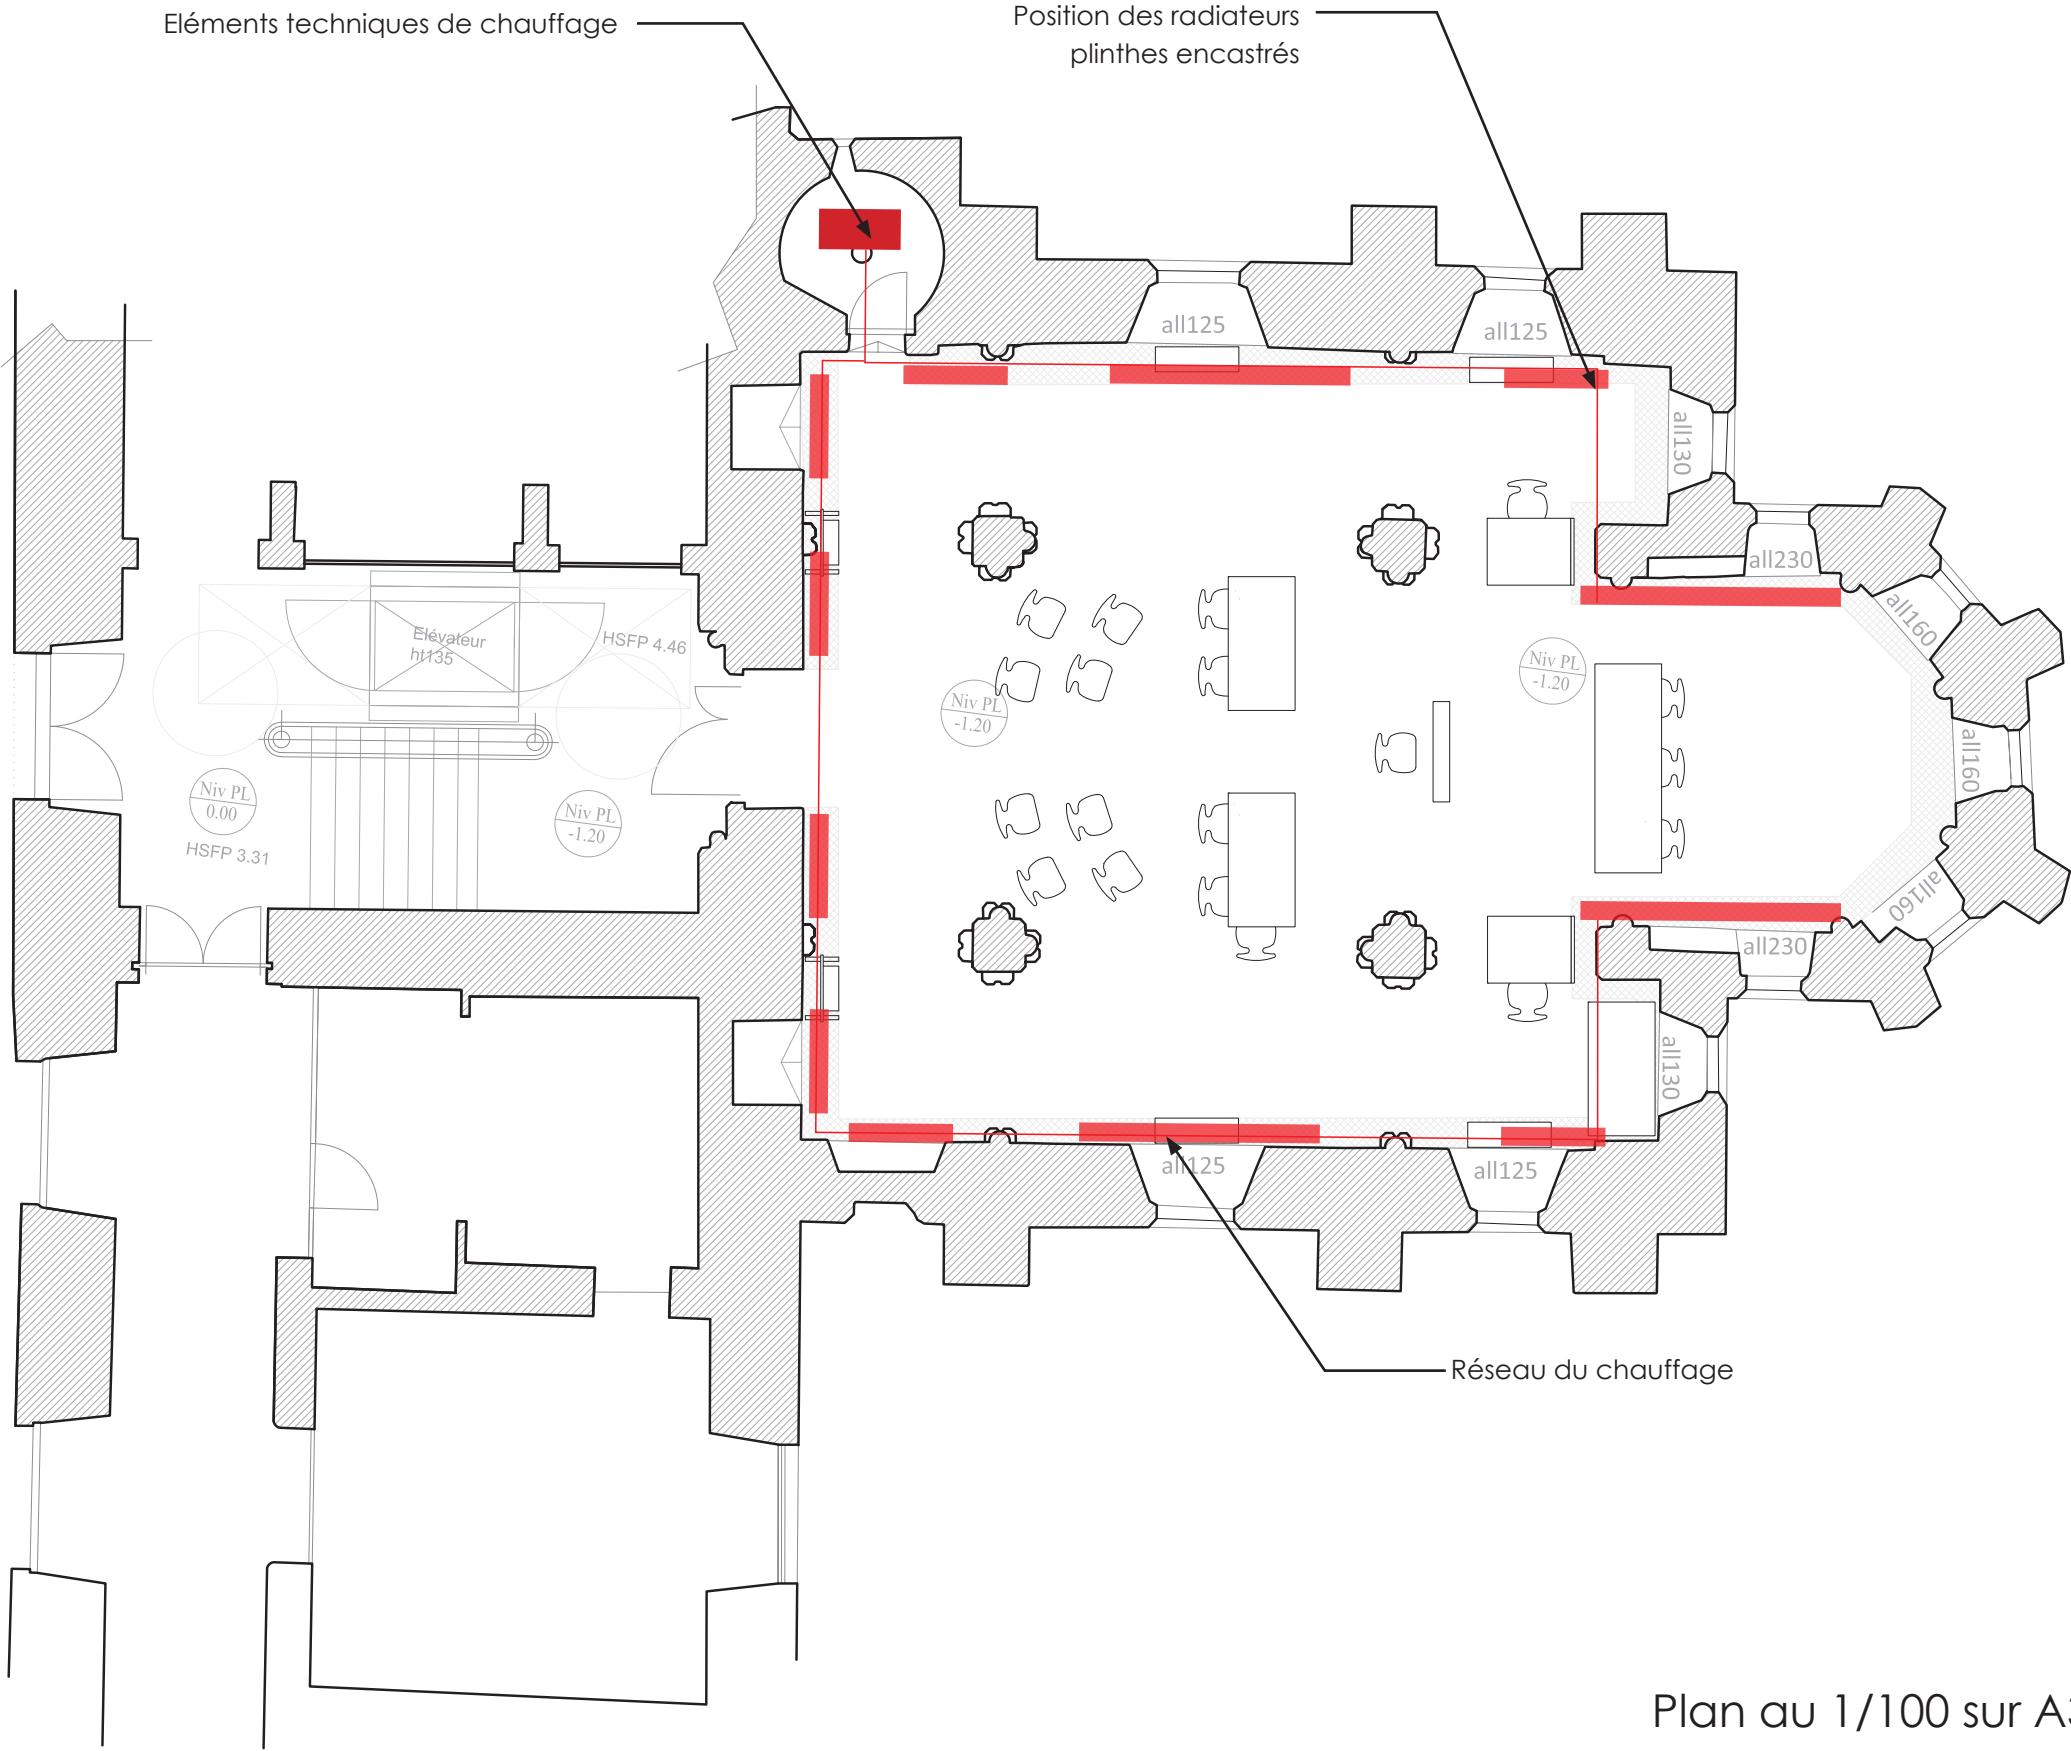 Eléments techniques de chauffage
Position des radiateurs
plinthes encastrés
all125
all125
all130
all230
all160
all160
all160
all230
all130
all125
all125
Elévateur
ht135
HSFP 4.46
Niv PL
0.00
HSFP 3.31
Niv PL
-1.20
Niv PL
-1.20
Niv PL
-1.20
Réseau du chauffage
Plan au 1/100 sur A3